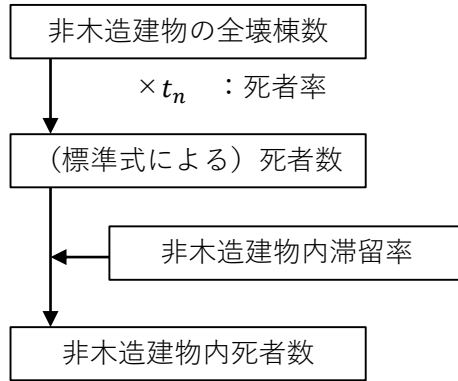 非木造建物の全壊棟数
×tₙ ：死者率
（標準式による）死者数
非木造建物内滞留率
非木造建物内死者数